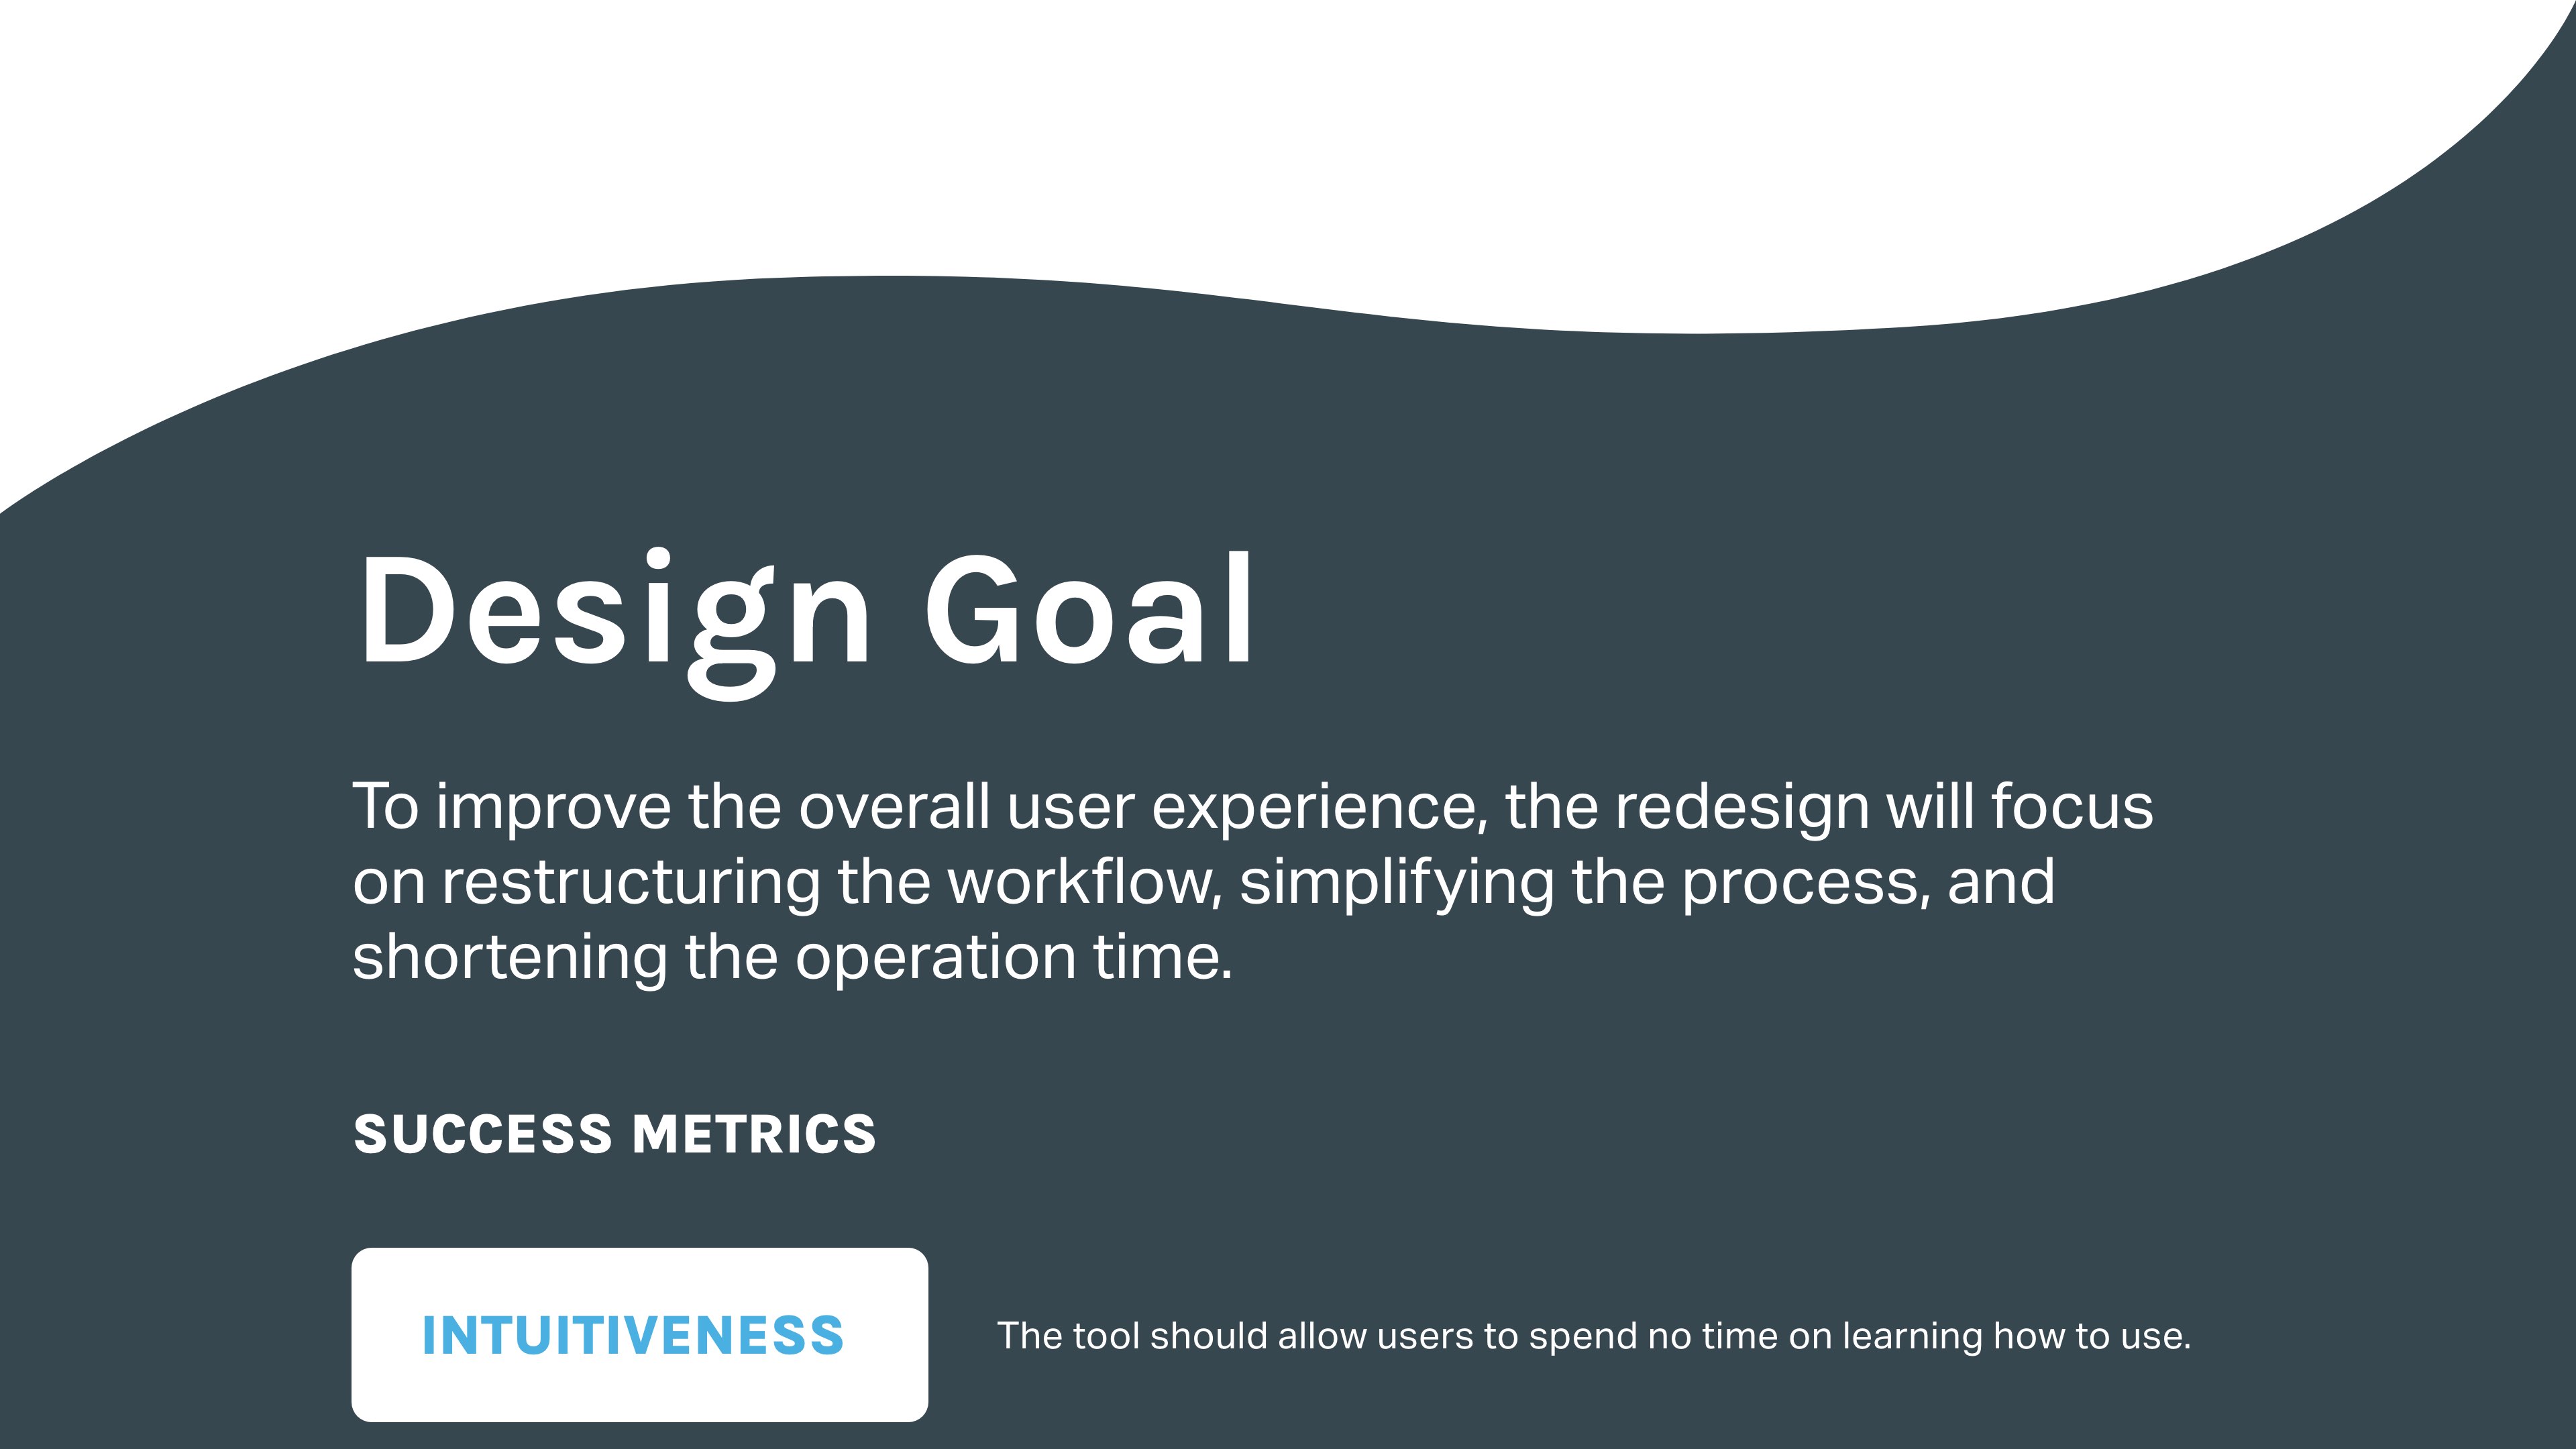 Design Goal
To improve the overall user experience, the redesign will focus
on restructuring the workflow, simplifying the process, and
shortening the operation time.
SUCCESS METRICS
INTUITIVENESS
The tool should allow users to spend no time on learning how to use.